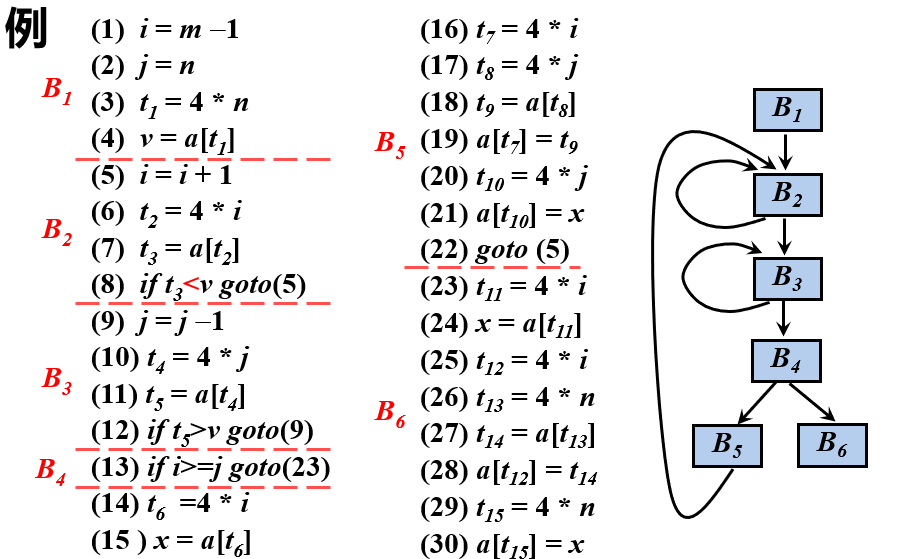 例
B1
(1) i = m –1
(2) j = n
(3) t1 = 4 * n
(4) v = a[t1]
B2
(5) i = i + 1
(6) t2 = 4 * i
(7) t3 = a[t2]
(8) if t3<v goto(5)
B3
(9) j = j –1
(10) t4 = 4 * j
(11) t5 = a[t4]
(12) if t5>v goto(9)
B4
(13) if i>=j goto(23)
(14) t6 =4 * i
(15 ) x = a[t6]
B5
(16) t7 = 4 * i
(17) t8 = 4 * j
(18) t9 = a[t8]
(19) a[t7] = t9
(20) t10 = 4 * j
(21) a[t10] = x
(22) goto (5)
B6
(23) t11 = 4 * i
(24) x = a[t11]
(25) t12 = 4 * i
(26) t13 = 4 * n
(27) t14 = a[t13]
(28) a[t12] = t14
(29) t15 = 4 * n
(30) a[t15] = x
B1
B2
B3
B4
B5
B6